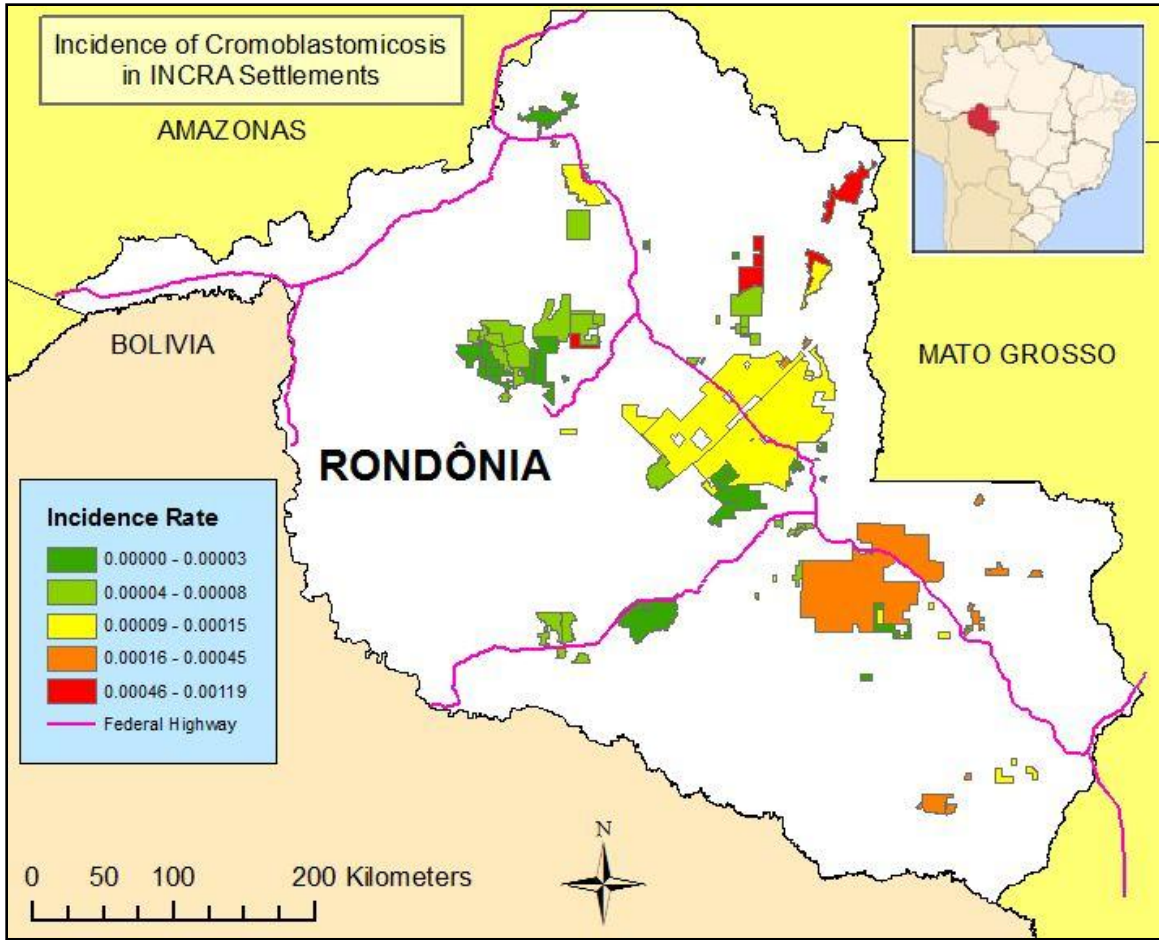 Incidence of Cromoblastomicosis
in INCRA Settlements
AMAZONAS
BOLIVIA
MATO GROSSO
RONDÔNIA
Incidence Rate
0.00000 - 0.00003
0.00004 - 0.00008
0.00009 - 0.00015
0.00016 - 0.00045
0.00046 - 0.00119
Federal Highway
N
0 50 100 200 Kilometers